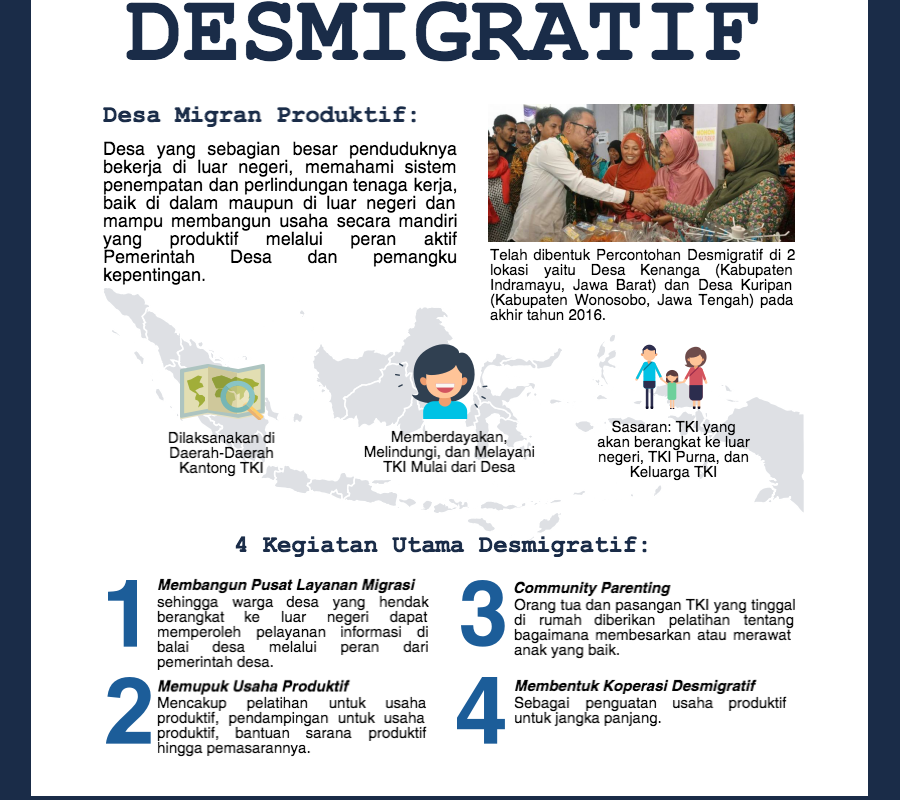 DESMIGRATIF
Desa Migran Produktif:
Desa yang sebagian besar penduduknya
bekerja di luar negeri, memahami sistem
penempatan dan perlindungan tenaga kerja,
baik di dalam maupun di luar negeri dan
mampu membangun usaha secara mandiri
yang produktif melalui peran aktif
Pemerintah Desa dan pemangku
kepentingan.
Telah dibentuk Percontohan Desmigratif di 2
lokasi yaitu Desa Kenanga (Kabupaten
Indramayu, Jawa Barat) dan Desa Kuripan
(Kabupaten Wonosobo, Jawa Tengah) pada
akhir tahun 2016.
Dilaksanakan di
Daerah-Daerah
Kantong TKI
Memberdayakan,
Melindungi, dan Melayani
TKI Mulai dari Desa
Sasaran: TKI yang
akan berangkat ke luar
negeri, TKI Purna, dan
Keluarga TKI
4 Kegiatan Utama Desmigratif:
1
Membangun Pusat Layanan Migrasi
sehingga warga desa yang hendak
berangkat ke luar negeri dapat
memperoleh pelayanan informasi di
balai desa melalui peran dari
pemerintah desa.
2
Memupuk Usaha Produktif
Mencakup pelatihan untuk usaha
produktif, pendampingan untuk usaha
produktif, bantuan sarana produktif
hingga pemasarannya.
3
Community Parenting
Orang tua dan pasangan TKI yang tinggal
di rumah diberikan pelatihan tentang
bagaimana membesarkan atau merawat
anak yang baik.
4
Membentuk Koperasi Desmigratif
Sebagai penguatan usaha produktif
untuk jangka panjang.